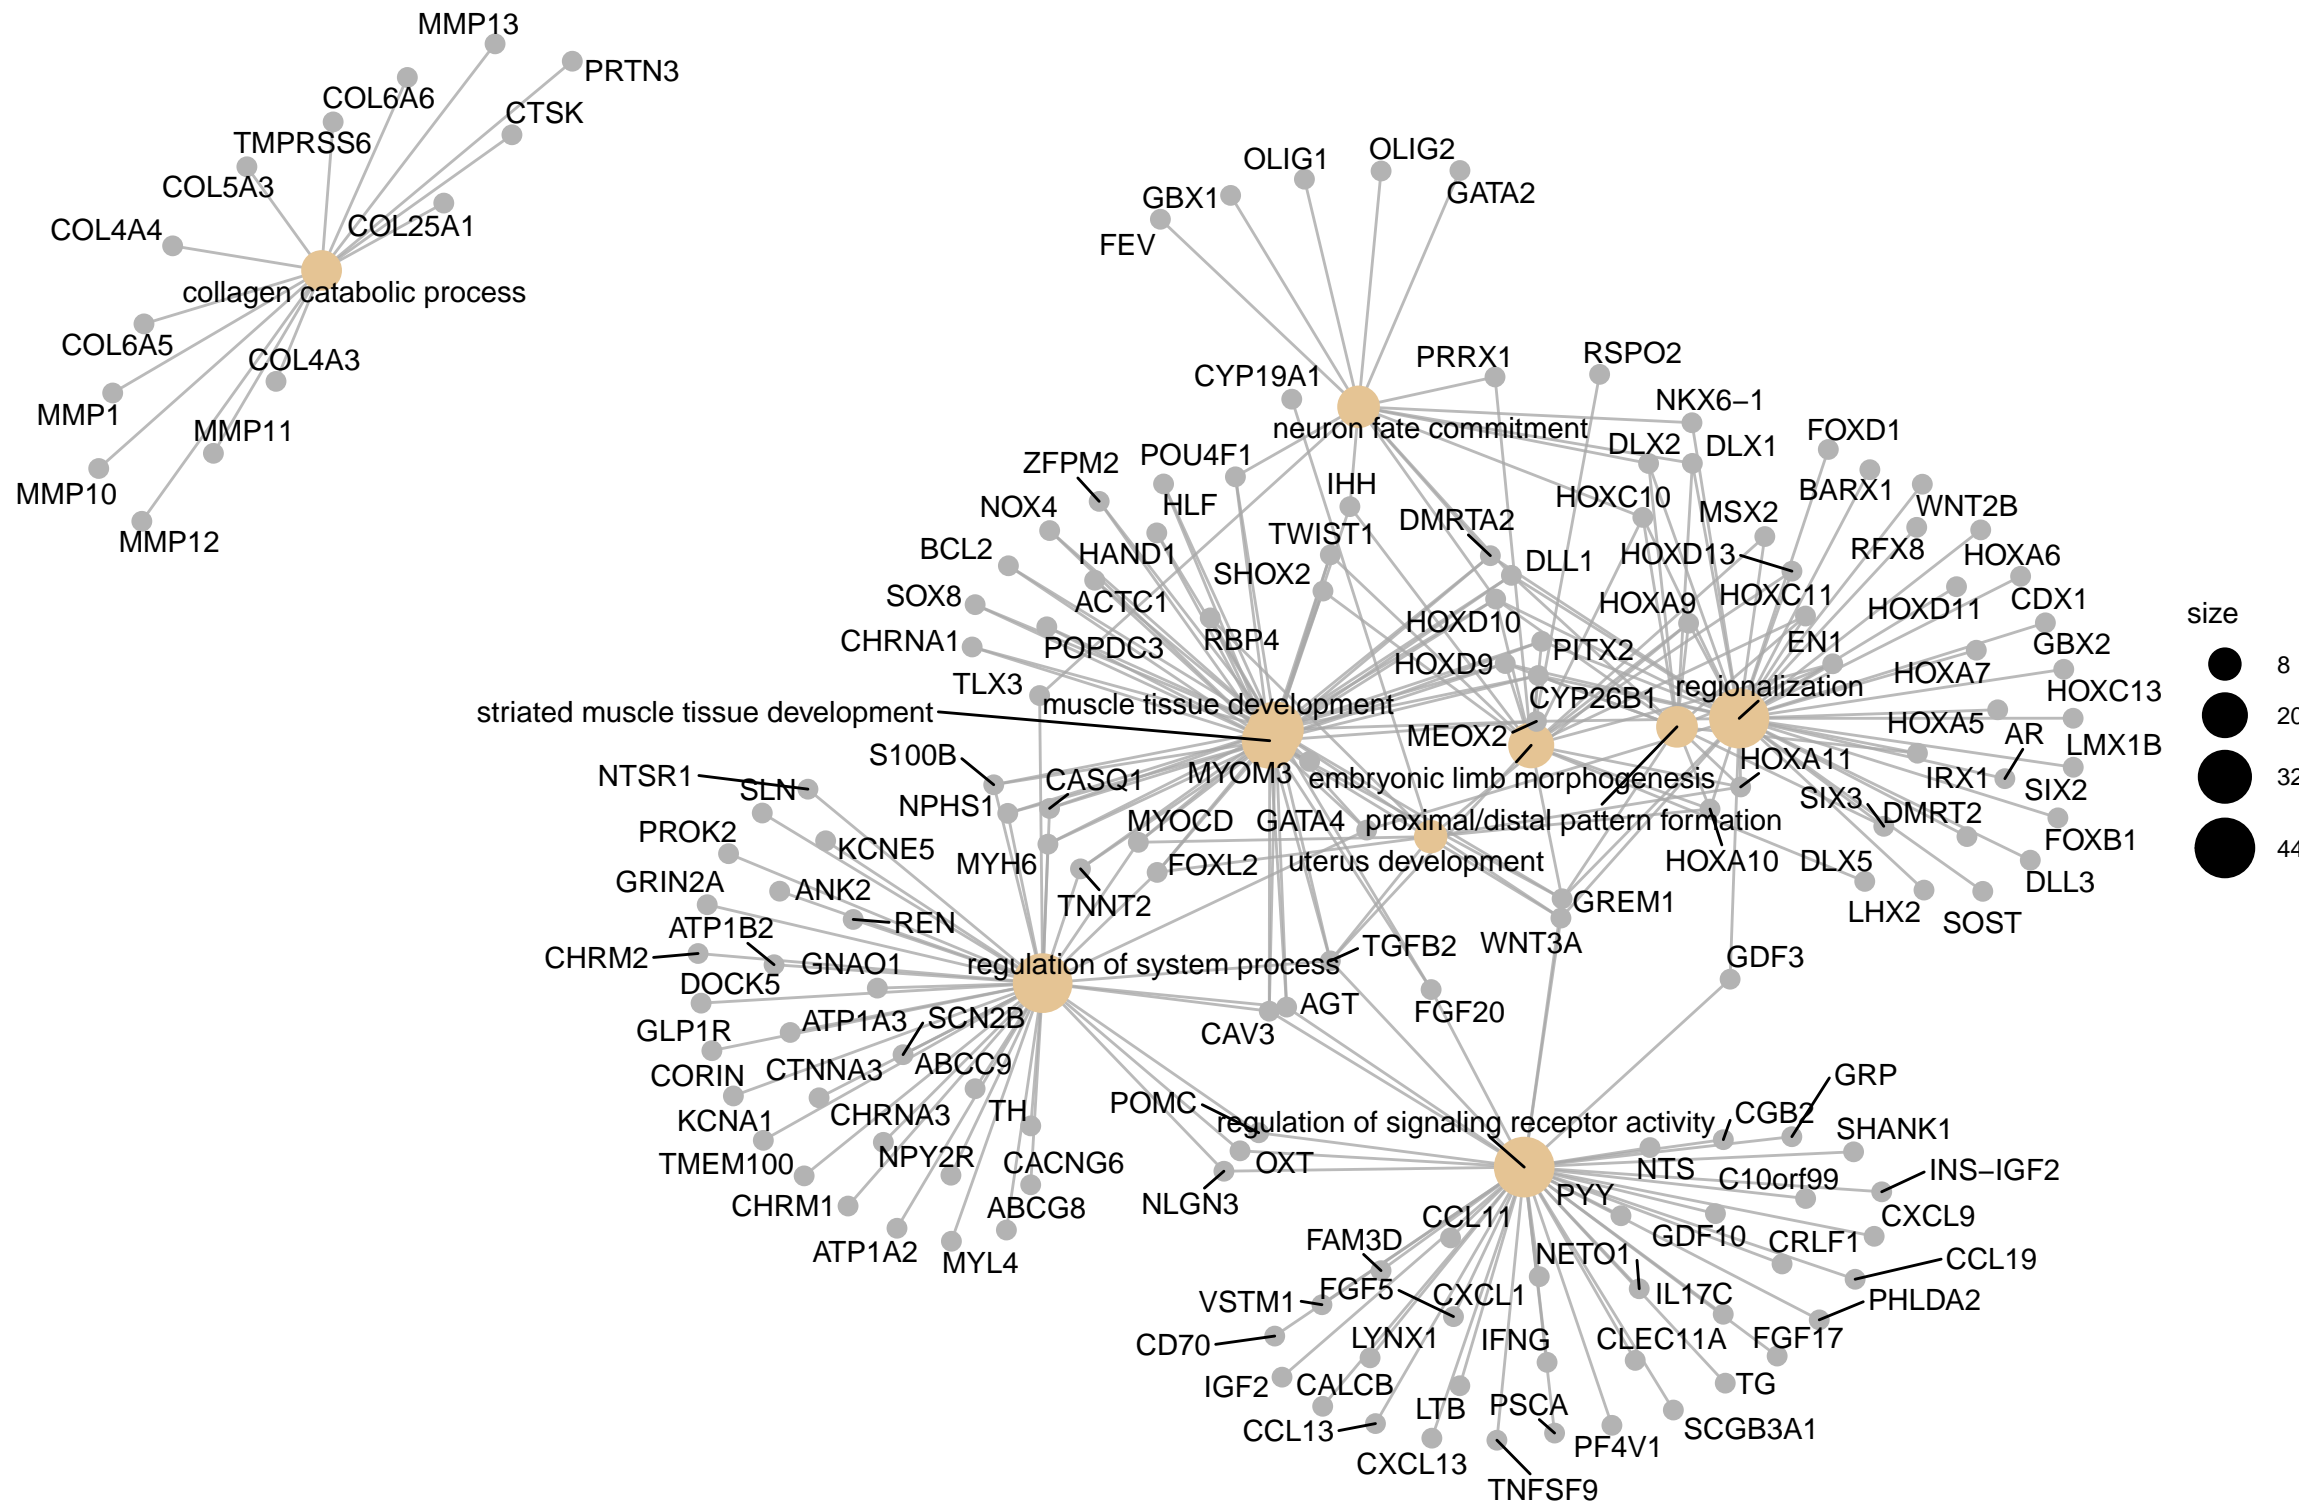 MMP13
PRTN3
COL6A6
CTSK
TMPRSS6
COL5A3
COL25A1
COL4A4
collagen catabolic process
COL6A5
COL4A3
MMP1
MMP11
MMP10
MMP12
OLIG1
OLIG2
GBX1
GATA2
FEV
CYP19A1
PRRX1
RSPO2
NKX6−1
neuron fate commitment
DLX2
DLX1
FOXD1
ZFPM2
POU4F1
IHH
HOXC10
BARX1
NOX4
HLF
TWIST1
DMRTA2
MSX2
WNT2B
BCL2
HAND1
SHOX2
DLL1
HOXD13
RFX8
HOXA6
SOX8
ACTC1
HOXA9
HOXC11
HOXD11
CDX1
CHRNA1
POPDC3
RBP4
HOXD10
PITX2
EN1
GBX2
HOXD9
HOXA7
TLX3
muscle tissue development
CYP26B1
regionalization
HOXC13
striated muscle tissue development
MEOX2
HOXA5
AR
LMX1B
S100B
HOXA11
NTSR1
SLN
CASQ1
MYOM3
embryonic limb morphogenesis
IRX1
SIX2
NPHS1
SIX3
DMRT2
PROK2
MYOCD
GATA4
proximal/distal pattern formation
FOXB1
KCNE5
MYH6
FOXL2
uterus development
HOXA10
DLX5
DLL3
GRIN2A
ANK2
TNNT2
GREM1
LHX2
SOST
ATP1B2
REN
TGFB2
WNT3A
CHRM2
GNAO1
regulation of system process
GDF3
DOCK5
AGT
FGF20
GLP1R
ATP1A3
SCN2B
CAV3
CORIN
CTNNA3
ABCC9
GRP
KCNA1
CHRNA3
TH
POMC
regulation of signaling receptor activity
CGB2
SHANK1
TMEM100
NPY2R
CACNG6
OXT
NTS
C10orf99
INS−IGF2
CHRM1
ABCG8
NLGN3
PYY
CXCL9
ATP1A2
MYL4
FAM3D
CCL11
NETO1
GDF10
CRLF1
CCL19
VSTM1
FGF5
CXCL1
IL17C
PHLDA2
CD70
LYNX1
IFNG
CLEC11A
FGF17
IGF2
CALCB
LTB
PSCA
TG
CCL13
CXCL13
PF4V1
SCGB3A1
TNFSF9
size
8
20
32
44